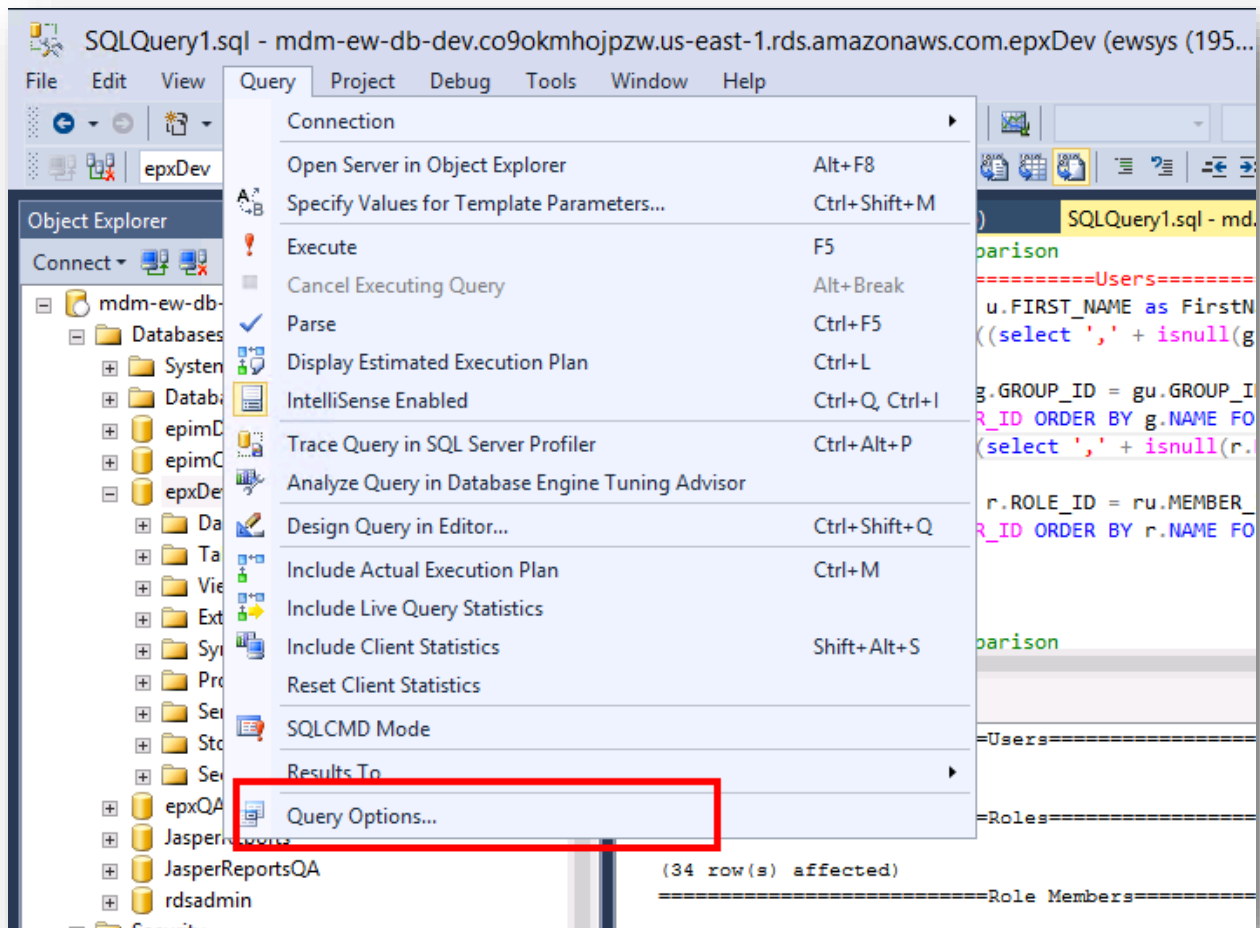 SQLQuery1.sql - mdm-ew-db-dev.co9okmhojpzw.us-east-1.rds.amazonaws.com.epxDev (ewsys (195...
File Edit View Query Project Debug Tools Window Help
epxDev
Connection
Open Server in Object Explorer Alt+F8
Specify Values for Template Parameters... Ctrl+Shift+M
Execute F5
Cancel Executing Query Alt+Break
Parse Ctrl+F5
Display Estimated Execution Plan Ctrl+L
IntelliSense Enabled Ctrl+Q, Ctrl+I
Trace Query in SQL Server Profiler Ctrl+Alt+P
Analyze Query in Database Engine Tuning Advisor
Design Query in Editor... Ctrl+Shift+Q
Include Actual Execution Plan Ctrl+M
Include Live Query Statistics
Include Client Statistics Shift+Alt+S
Reset Client Statistics
SQLCMD Mode
Results To
Query Options...
Object Explorer
Connect
mdm-ew-db-
Databases
System
Databa
epimD
epimC
epxDe
Da
Ta
Vie
Ext
Syn
Pro
Ser
Sto
Sec
epxQA
JasperReports
JasperReportsQA
rdsadmin
Security
) SQLQuery1.sql - md.
parison
==========Users========
u.FIRST_NAME as FirstN
((select ',' + isnull(g
g.GROUP_ID = gu.GROUP_I
R_ID ORDER BY g.NAME FO
(select ',' + isnull(r.
r.ROLE_ID = ru.MEMBER_
R_ID ORDER BY r.NAME FO
parison
=Users=================
=Roles=================
(34 row(s) affected)
===========================Role Members==========